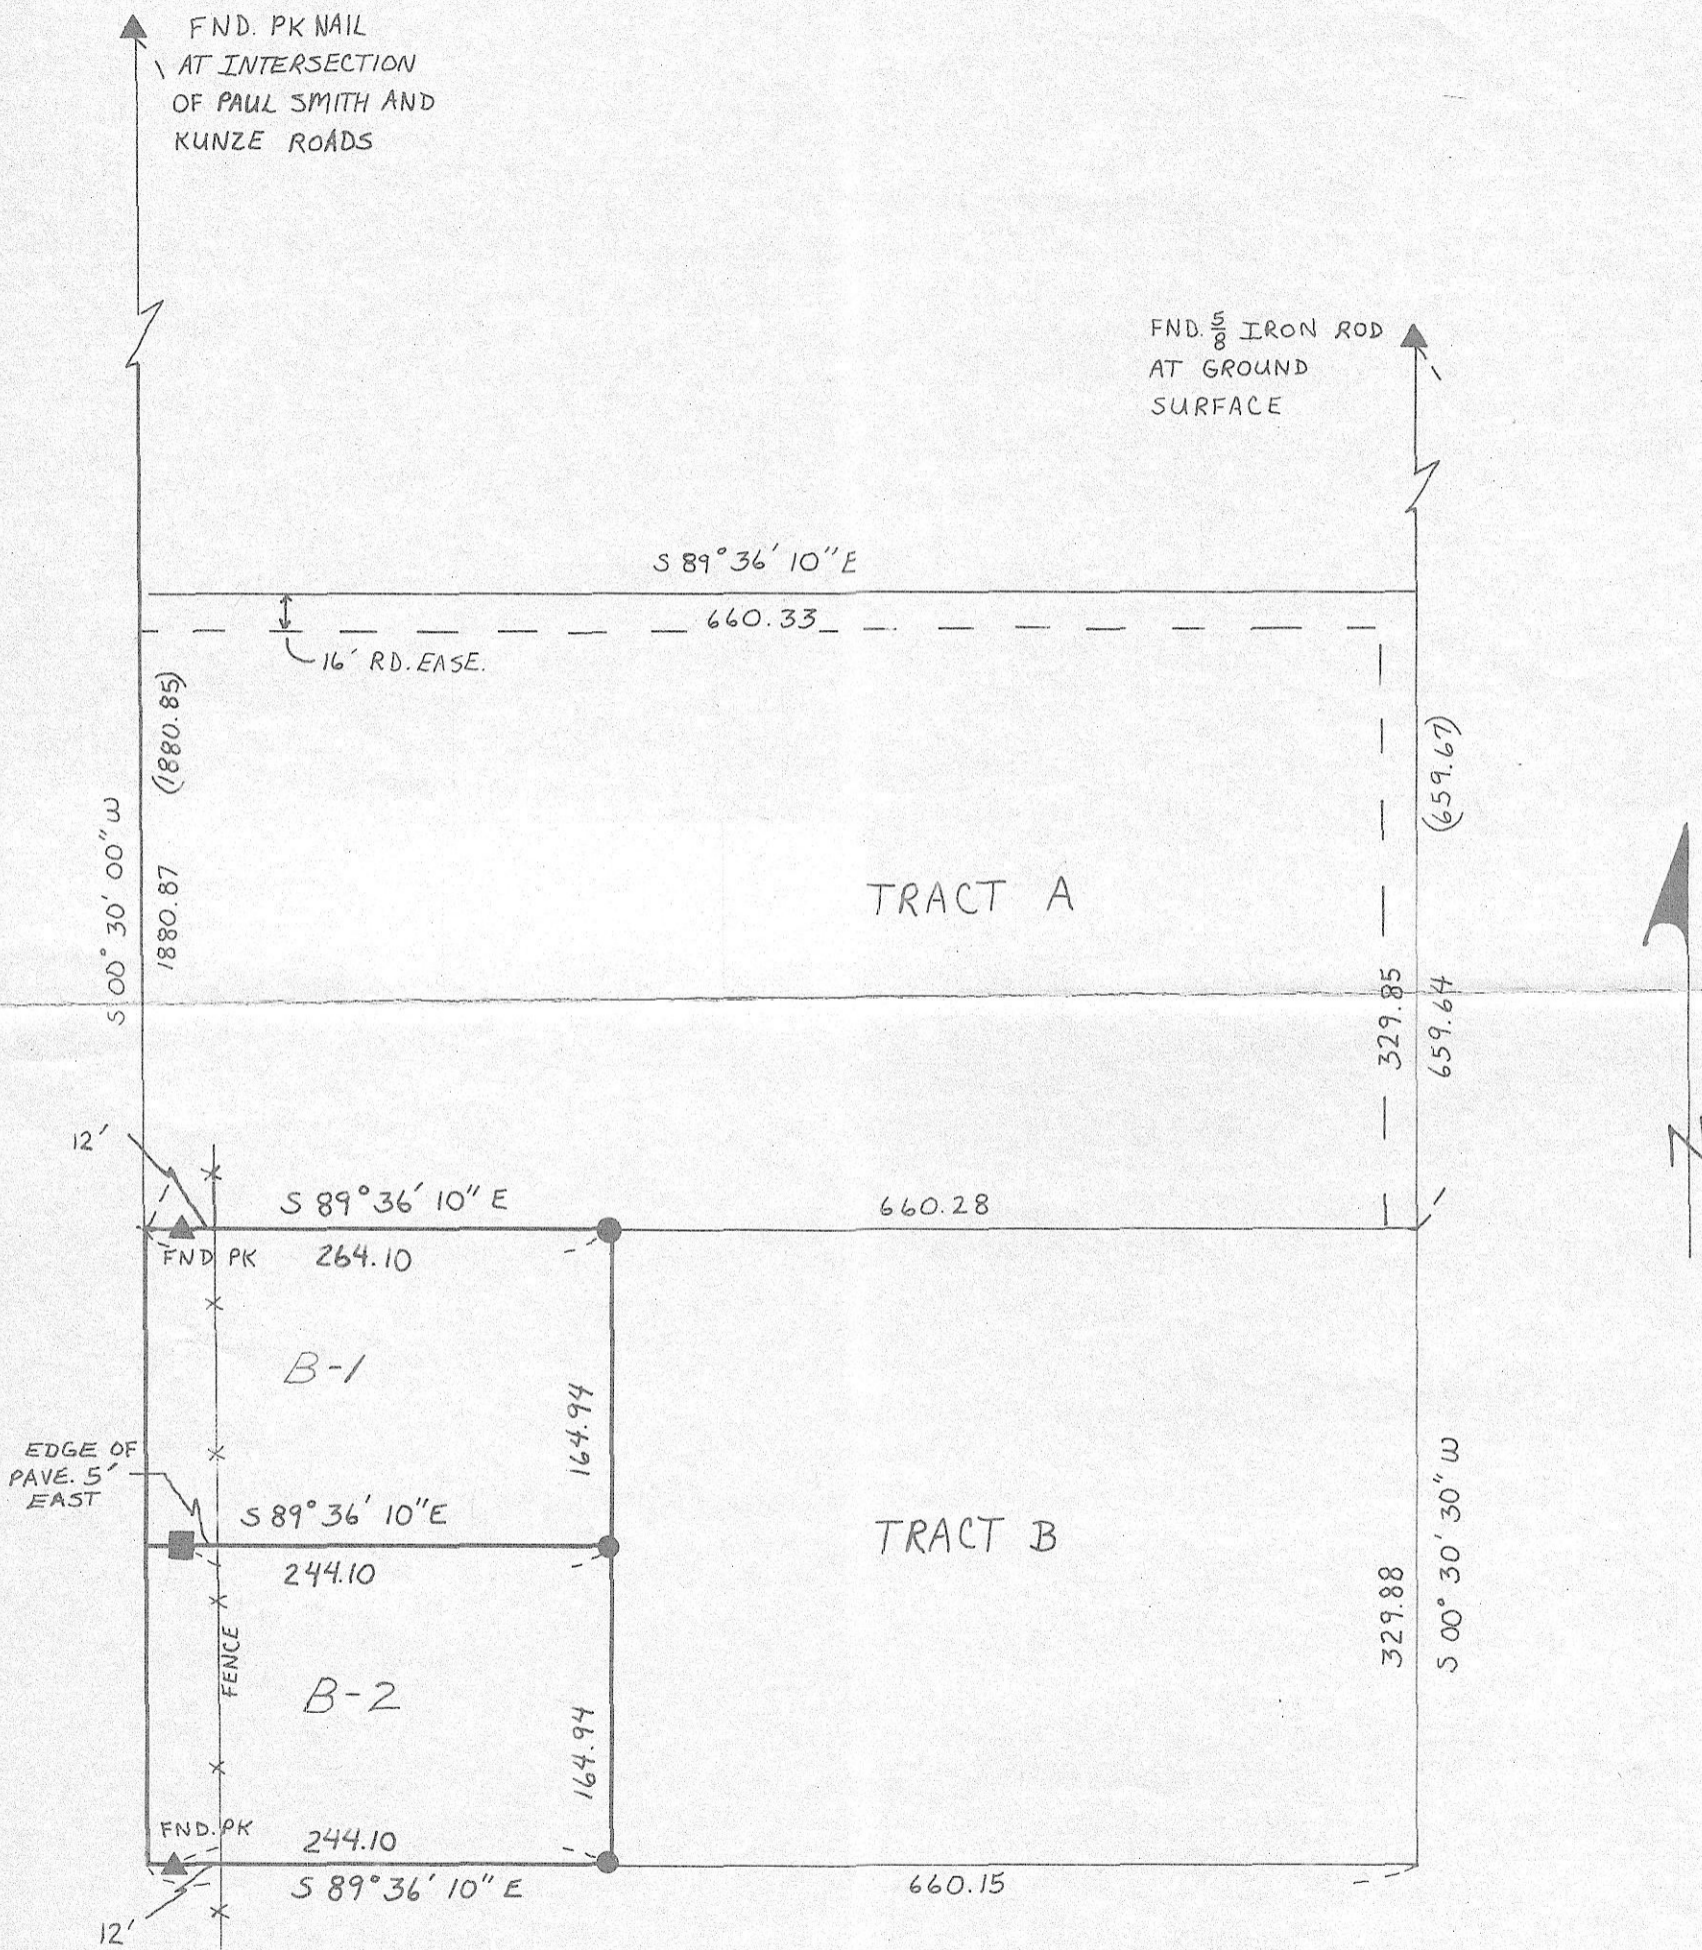 FND. PK NAIL
AT INTERSECTION
OF PAUL SMITH AND
KUNZE ROADS
FND. 5/8 IRON ROD
AT GROUND
SURFACE
S 89° 36' 10" E
660.33
16' RD. EASE.
(1880.85)
S 00° 30' 00" W
1880.87
(659.67)
TRACT A
329.85
659.64
N
12'
S 89° 36' 10" E
660.28
FND PK
264.10
B-1
164.94
EDGE OF
PAVE. 5'
EAST
S 89° 36' 10" E
244.10
TRACT B
329.88
S 00° 30' 30" W
FENCE
B-2
164.94
FND. PK
244.10
S 89° 36' 10" E
660.15
12'